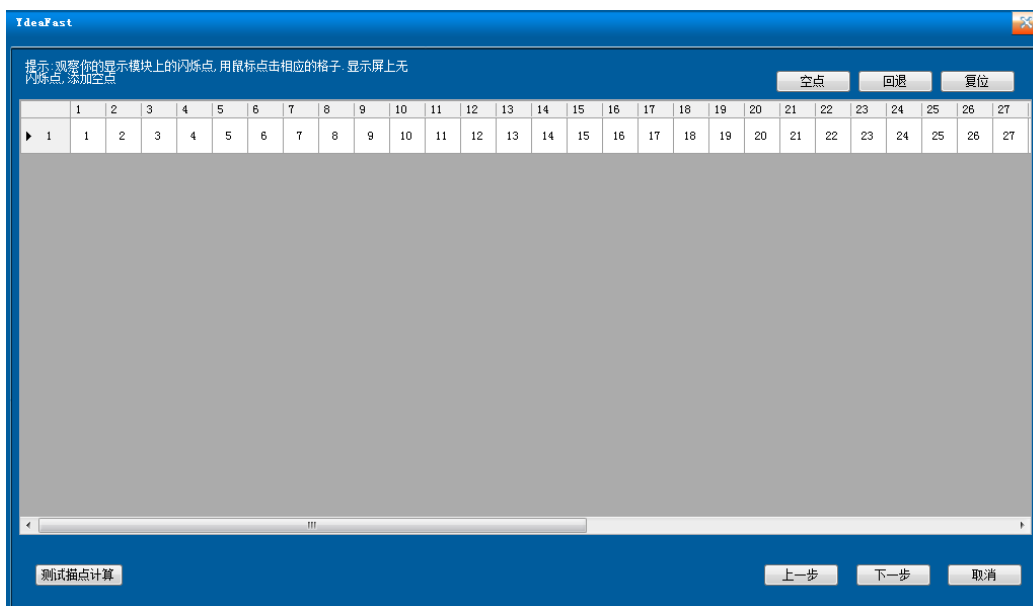 YdeaFast
提示:观察你的显示模块上的闪烁点,用鼠标点击相应的格子.显示屏上无
闪烁点,添加空点
空点 回退 复位
1 2 3 4 5 6 7 8 9 10 11 12 13 14 15 16 17 18 19 20 21 22 23 24 25 26 27
1 1 2 3 4 5 6 7 8 9 10 11 12 13 14 15 16 17 18 19 20 21 22 23 24 25 26 27
测试描点计算 上一步 下一步 取消